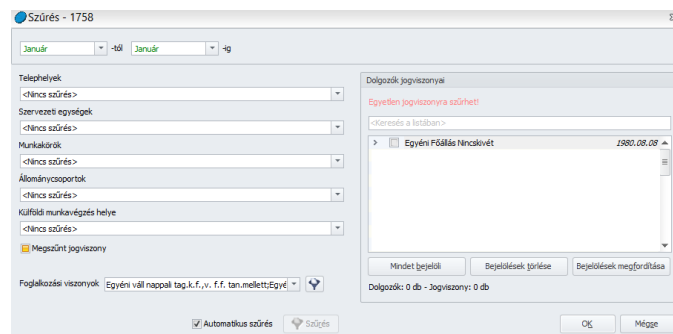 Szűrés - 1758
Január -tól Január -ig
Telephelyek
<Nincs szűrés>
Szervezeti egységek
<Nincs szűrés>
Munkakörök
<Nincs szűrés>
Állománycsoportok
<Nincs szűrés>
Külföldi munkavégzés helye
<Nincs szűrés>
Megszűnt jogviszony
Foglalkozási viszonyok Egyéni váll nappali tag.k.f.,v. f.f. tan.mellett;Egyé
Dolgozók jogviszonyai
Egyetlen jogviszonyra szűrhet!
<Keresés a listában>
Egyéni Főállás Nincskivét 1980.08.08
Mindet bejelöli Bejelölések törlése Bejelölések megfordítása
Dolgozók: 0 db - Jogviszony: 0 db
Automatikus szűrés Szűrés
OK Mégse